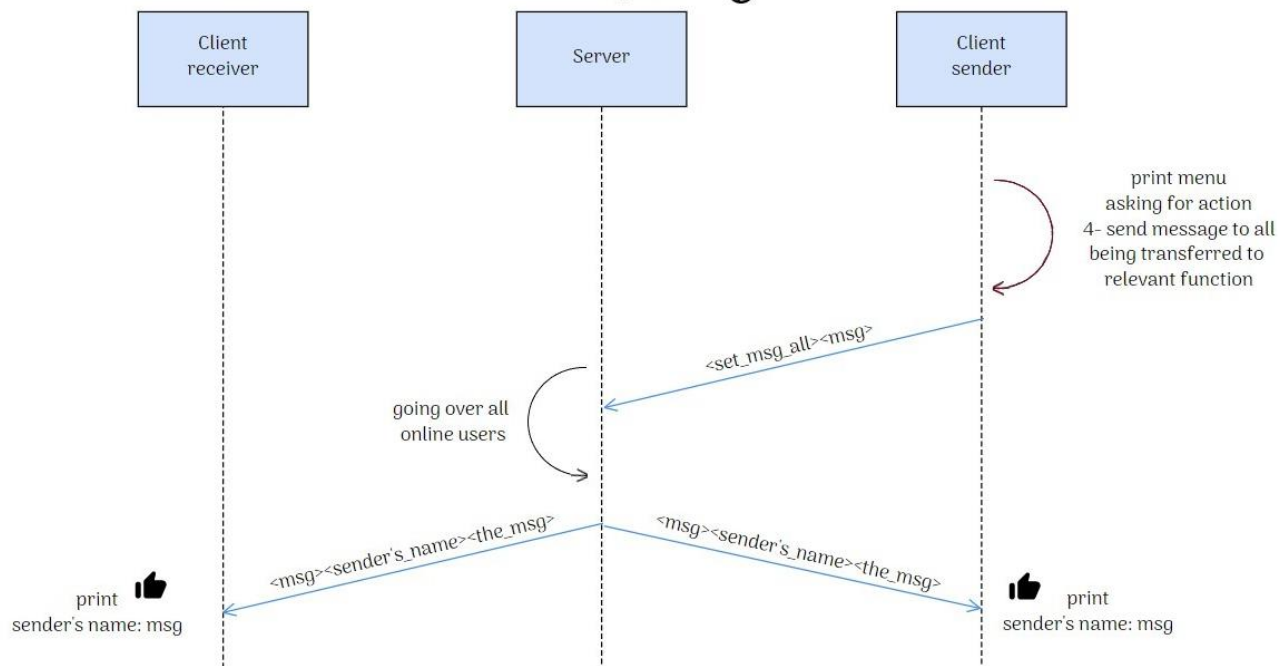 Client
receiver
Server
Client
sender
print menu
asking for action
4- send message to all
being transferred to
relevant function
<set_msg_all><msg>
going over all
online users
<msg><sender's_name><the_msg>
<msg><sender's_name><the_msg>
print
sender's name: msg
print
sender's name: msg